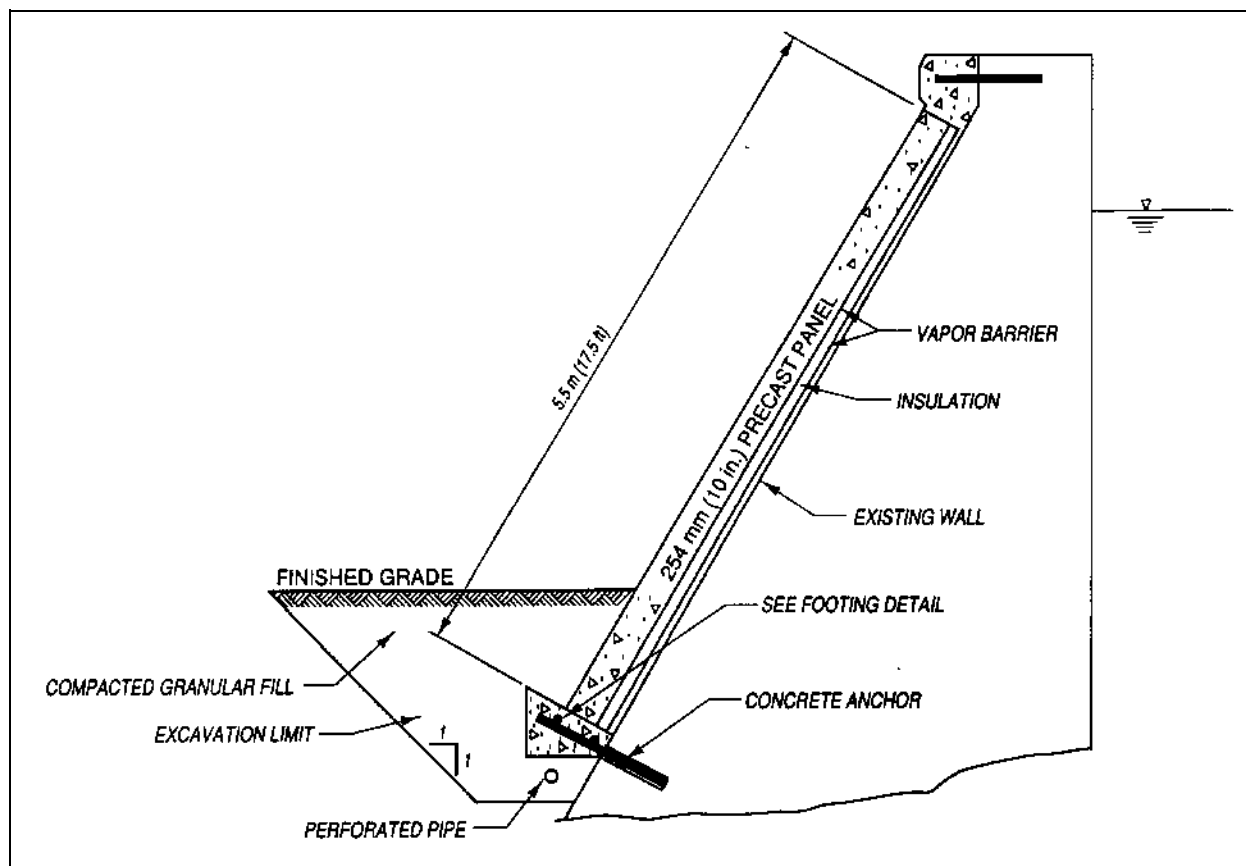 5.5 m (17.5 ft)
254 mm (10 in.) PRECAST PANEL
VAPOR BARRIER
INSULATION
EXISTING WALL
FINISHED GRADE
SEE FOOTING DETAIL
COMPACTED GRANULAR FILL
CONCRETE ANCHOR
EXCAVATION LIMIT
1
1
PERFORATED PIPE